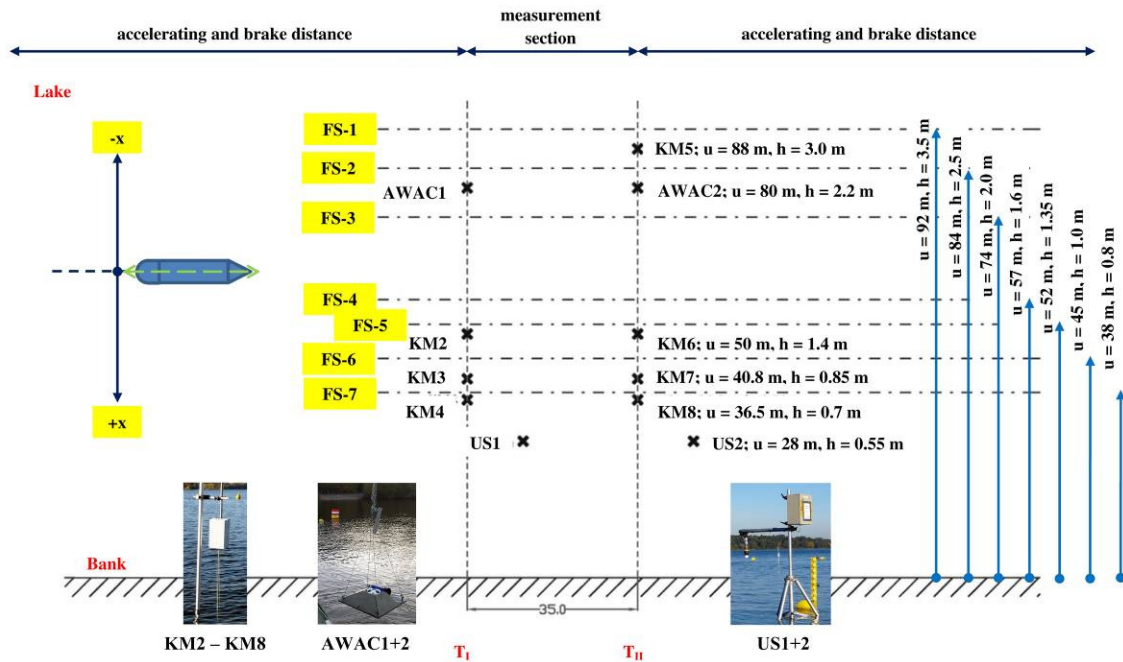 measurement
section
accelerating and brake distance
accelerating and brake distance
Lake
-x
+x
FS-1
FS-2
FS-3
FS-4
FS-5
FS-6
FS-7
KM5; u = 88 m, h = 3.0 m
AWAC1
AWAC2; u = 80 m, h = 2.2 m
KM2
KM6; u = 50 m, h = 1.4 m
KM3
KM7; u = 40.8 m, h = 0.85 m
KM4
KM8; u = 36.5 m, h = 0.7 m
US1
US2; u = 28 m, h = 0.55 m
u = 92 m, h = 3.5 m
u = 84 m, h = 2.5 m
u = 74 m, h = 2.0 m
u = 57 m, h = 1.6 m
u = 52 m, h = 1.35 m
u = 45 m, h = 1.0 m
u = 38 m, h = 0.8 m
Bank
35.0
KM2 – KM8
AWAC1+2
T_I
T_II
US1+2